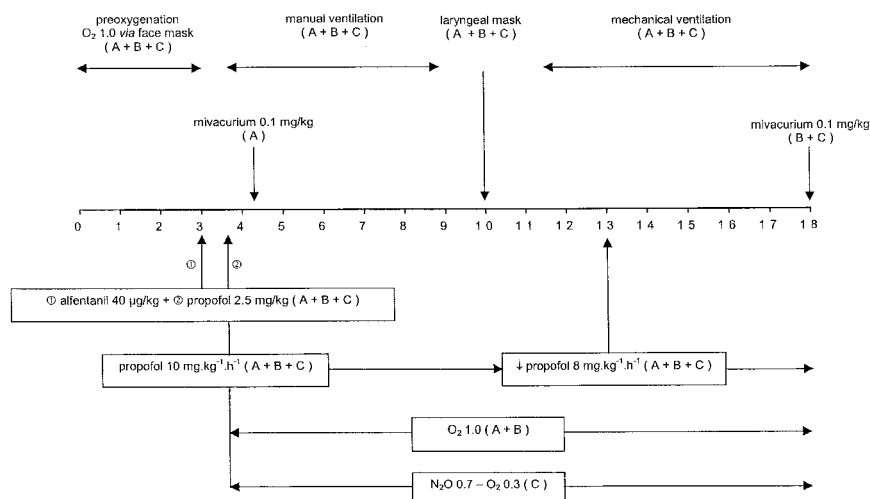 preoxygenation
O₂ 1.0 via face mask
( A + B + C )
manual ventilation
( A + B + C )
laryngeal mask
( A + B + C )
mechanical ventilation
( A + B + C )
mivacurium 0.1 mg/kg
( A )
mivacurium 0.1 mg/kg
( B + C )
0 1 2 3 4 5 6 7 8 9 10 11 12 13 14 15 16 17 18
① ②
① alfentanil 40 µg/kg + ② propofol 2.5 mg/kg ( A + B + C )
propofol 10 mg.kg⁻¹.h⁻¹ ( A + B + C )
↓ propofol 8 mg.kg⁻¹.h⁻¹ ( A + B + C )
O₂ 1.0 ( A + B )
N₂O 0.7 – O₂ 0.3 ( C )